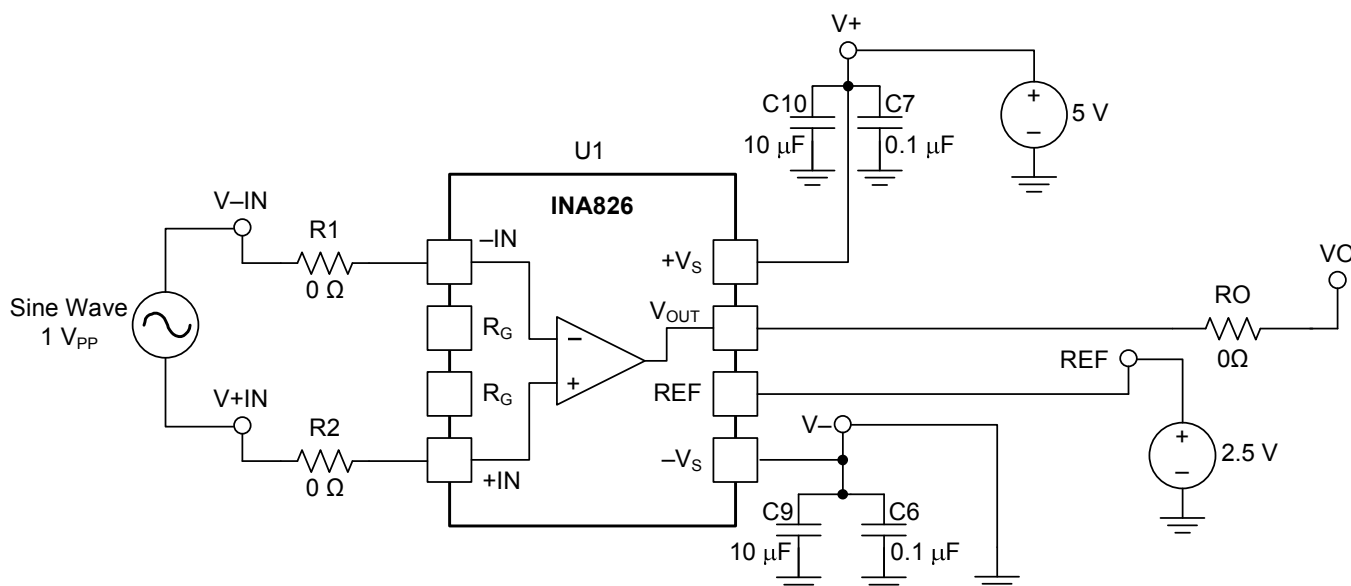 V+
C10
C7
10 μF
0.1 μF
+
–
5 V
U1
INA826
V–IN
R1
0 Ω
–IN
+VS
Sine Wave
1 VPP
RG
VOUT
–
+
RO
0Ω
VO
RG
REF
REF
V+IN
R2
0 Ω
+IN
–VS
V–
+
–
2.5 V
C9
C6
10 μF
0.1 μF